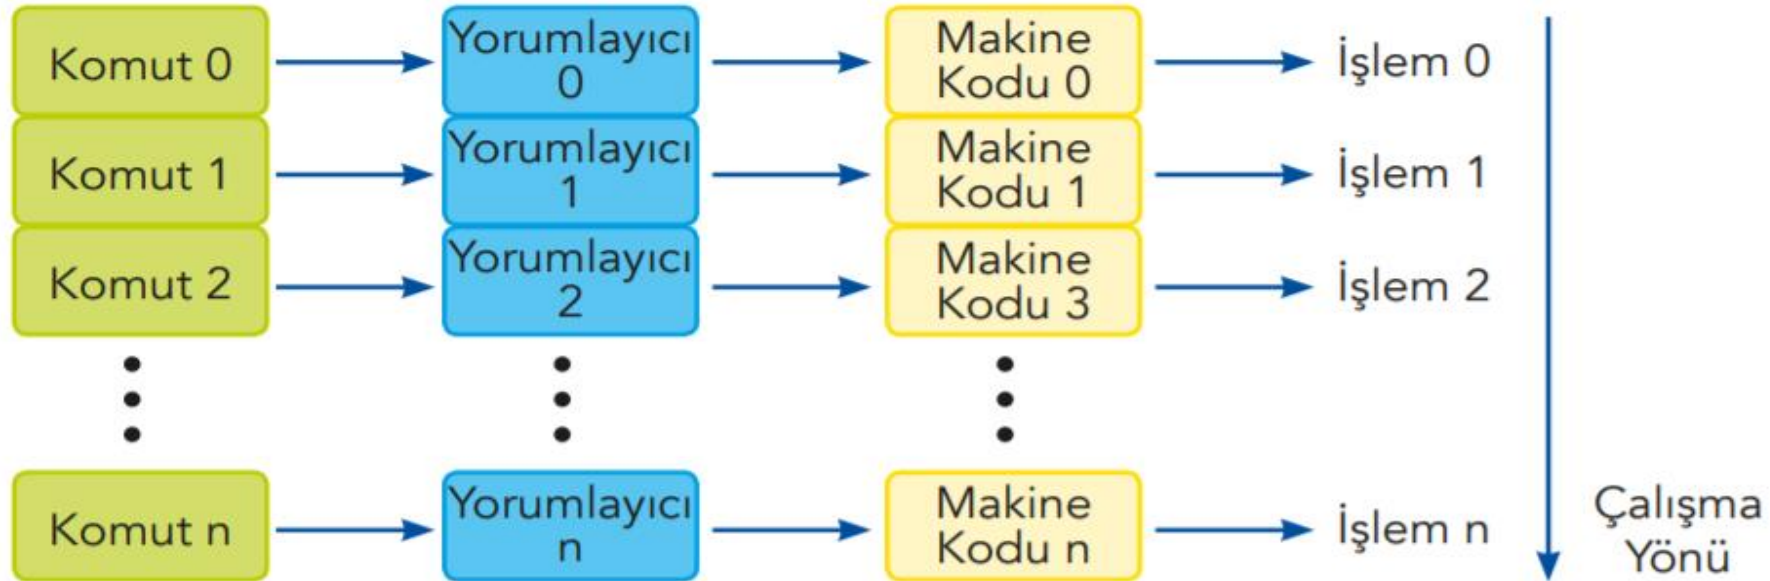 Komut 0
Yorumlayıcı
0
Makine
Kodu 0
İşlem 0
Komut 1
Yorumlayıcı
1
Makine
Kodu 1
İşlem 1
Komut 2
Yorumlayıcı
2
Makine
Kodu 3
İşlem 2
Komut n
Yorumlayıcı
n
Makine
Kodu n
İşlem n
Çalışma
Yönü